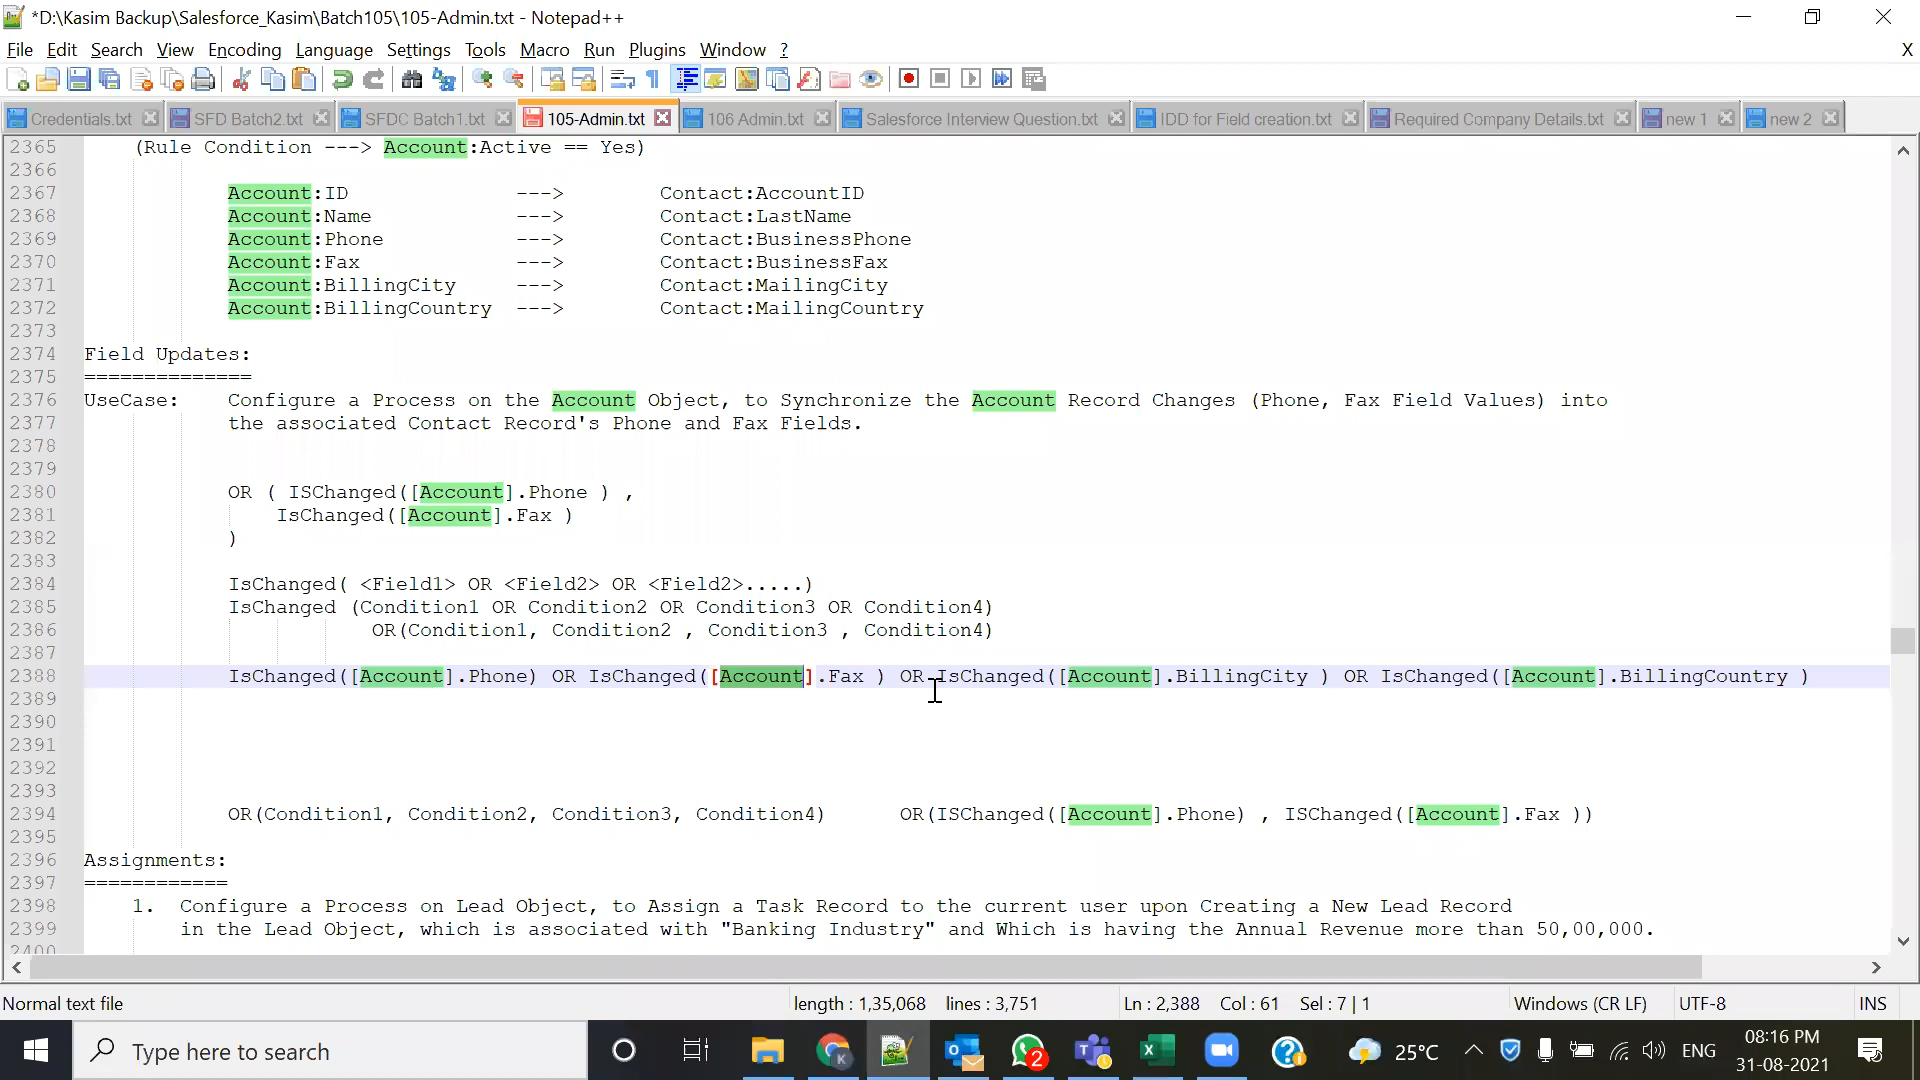 *D:\Kasim Backup\Salesforce_Kasim\Batch105\105-Admin.txt - Notepad++
File Edit Search View Encoding Language Settings Tools Macro Run Plugins Window ? X
Credentials.txt SFD Batch2.txt SFDC Batch1.txt 105-Admin.txt 106 Admin.txt Salesforce Interview Question.txt IDD for Field creation.txt Required Company Details.txt new 1 new 2
2365 (Rule Condition ---> Account:Active == Yes)
2366
2367 Account:ID ---> Contact:AccountID
2368 Account:Name ---> Contact:LastName
2369 Account:Phone ---> Contact:BusinessPhone
2370 Account:Fax ---> Contact:BusinessFax
2371 Account:BillingCity ---> Contact:MailingCity
2372 Account:BillingCountry ---> Contact:MailingCountry
2373
2374 Field Updates:
2375 ==============
2376 UseCase: Configure a Process on the Account Object, to Synchronize the Account Record Changes (Phone, Fax Field Values) into
2377 the associated Contact Record's Phone and Fax Fields.
2378
2379
2380 OR ( ISChanged([Account].Phone ) ,
2381 IsChanged([Account].Fax )
2382 )
2383
2384 IsChanged( <Field1> OR <Field2> OR <Field2>.....)
2385 IsChanged (Condition1 OR Condition2 OR Condition3 OR Condition4)
2386 OR(Condition1, Condition2 , Condition3 , Condition4)
2387
2388 IsChanged([Account].Phone) OR IsChanged([Account].Fax ) OR IsChanged([Account].BillingCity ) OR IsChanged([Account].BillingCountry )
2389
2390
2391
2392
2393
2394 OR(Condition1, Condition2, Condition3, Condition4) OR(ISChanged([Account].Phone) , ISChanged([Account].Fax ))
2395
2396 Assignments:
2397 ============
2398 1. Configure a Process on Lead Object, to Assign a Task Record to the current user upon Creating a New Lead Record
2399 in the Lead Object, which is associated with "Banking Industry" and Which is having the Annual Revenue more than 50,00,000.
2400
Normal text file length : 1,35,068 lines : 3,751 Ln : 2,388 Col : 61 Sel : 7 | 1 Windows (CR LF) UTF-8 INS
Type here to search 2 25°C ENG 08:16 PM
31-08-2021